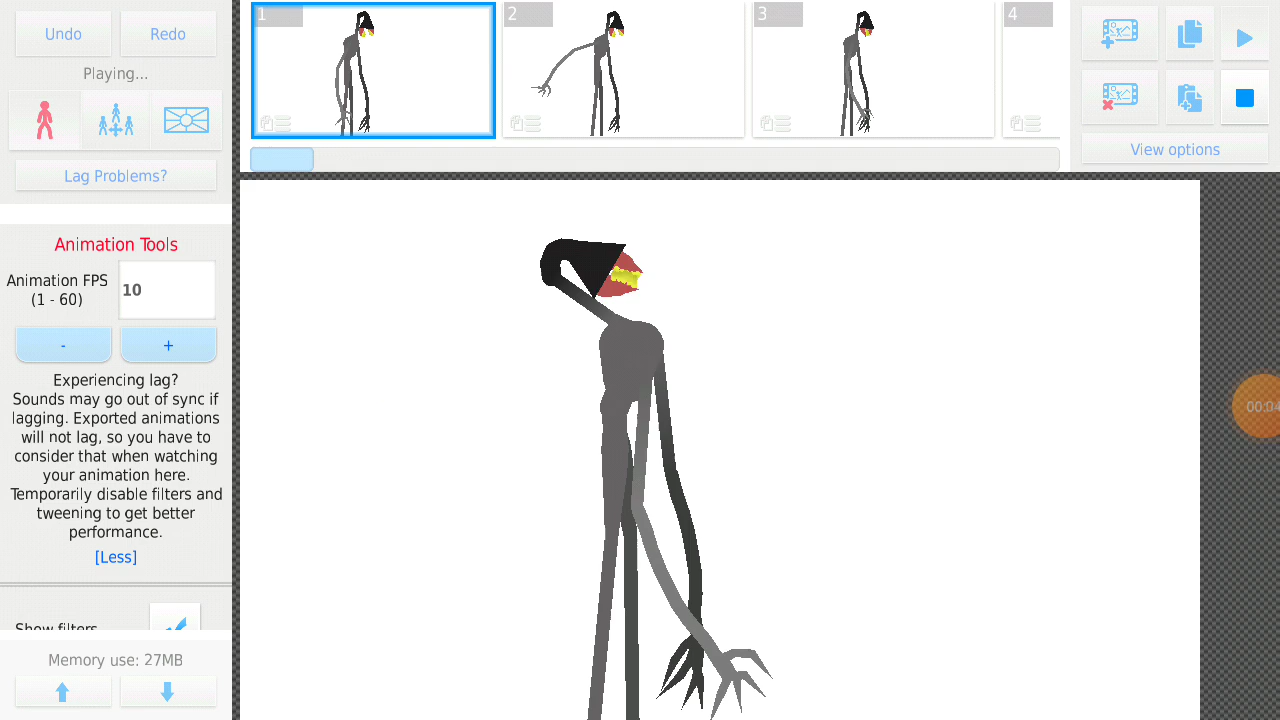 Undo
Redo
Playing...
Lag Problems?
Animation Tools
Animation FPS
(1 - 60)
10
-
+
Experiencing lag?
Sounds may go out of sync if
lagging. Exported animations
will not lag, so you have to
consider that when watching
your animation here.
Temporarily disable filters and
tweening to get better
performance.
[Less]
Show filters
Memory use: 27MB
1
2
3
4
View options